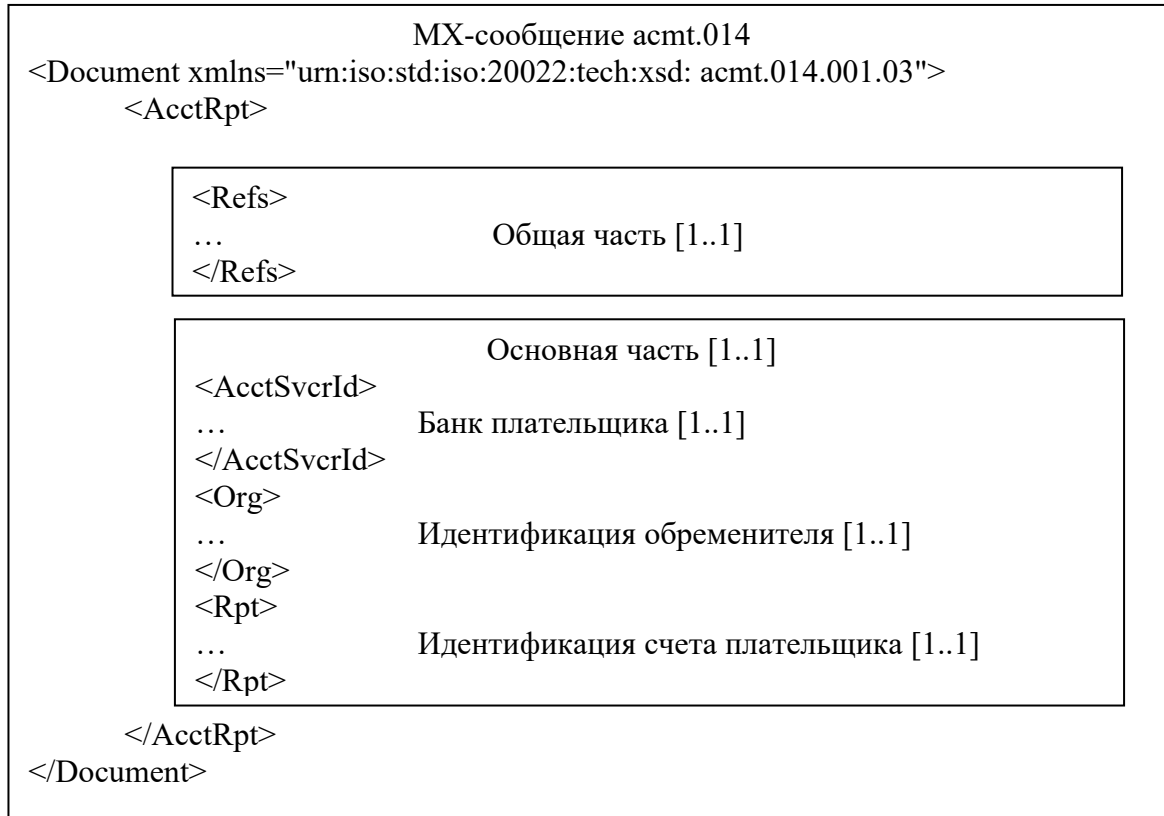 МХ-сообщение acmt.014
<Document xmlns="urn:iso:std:iso:20022:tech:xsd: acmt.014.001.03">
<AcctRpt>
<Refs>
… Общая часть [1..1]
</Refs>
Основная часть [1..1]
<AcctSvcrId>
… Банк плательщика [1..1]
</AcctSvcrId>
<Org>
… Идентификация обременителя [1..1]
</Org>
<Rpt>
… Идентификация счета плательщика [1..1]
</Rpt>
</AcctRpt>
</Document>